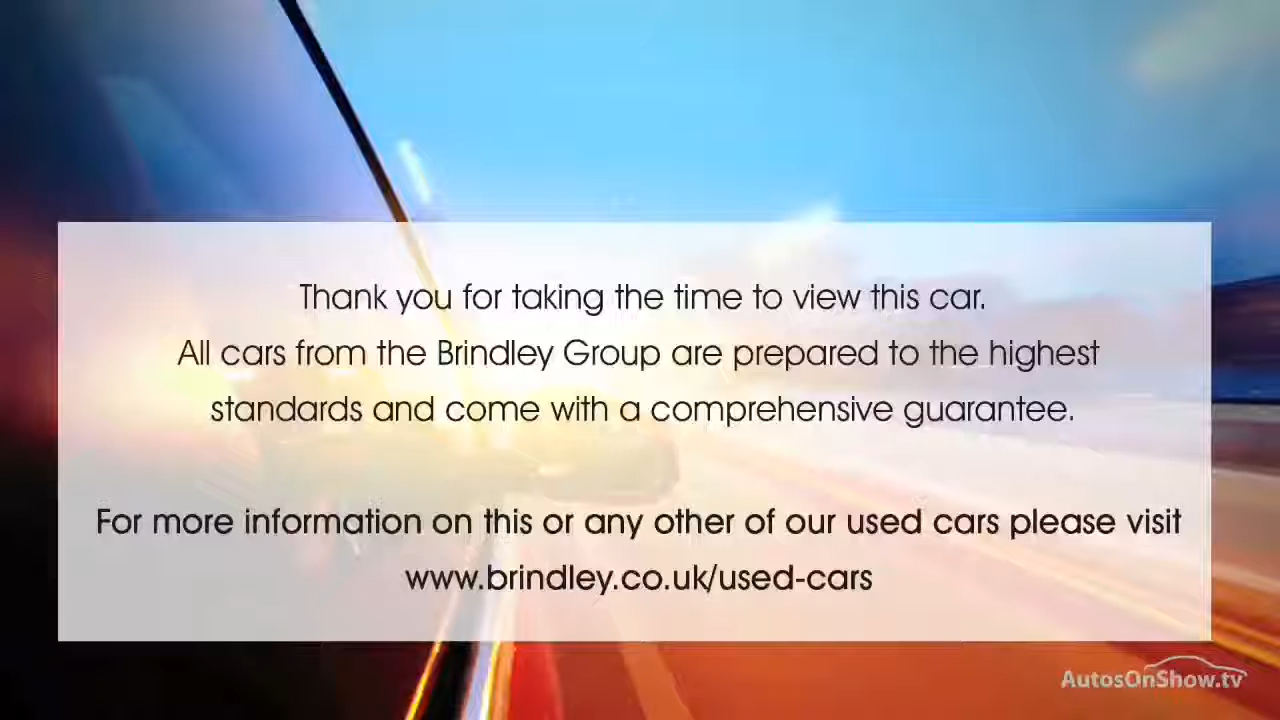 Thank you for taking the time to view this car.
All cars from the Brindley Group are prepared to the highest
standards and come with a comprehensive guarantee.
For more information on this or any other of our used cars please visit
www.brindley.co.uk/used-cars
AutosOnShow.tv